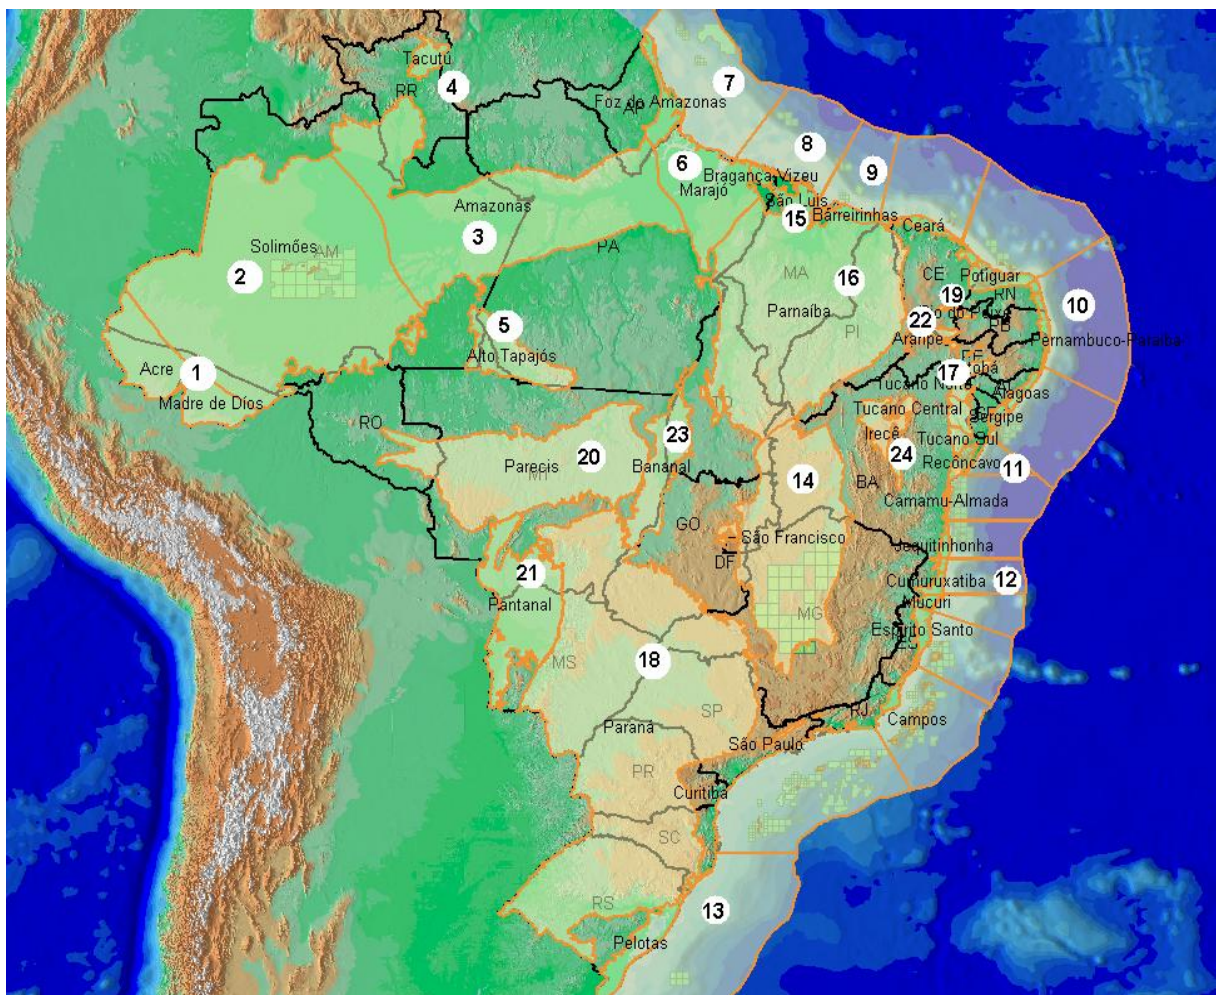 Tacutú
7
4
RR
Foz do Amazonas
AP
8
6
9
Bragança-Vizeu
Marajó
Amazonas
São Luis
15
Barreirinhas
Ceará
3
PA
Solimões
AM
2
MA
16
CE
Potiguar
19
RN
10
Parnaíba
22
5
PI
PB
Araripe
Pernambuco-Paraíba
Alto Tapajós
Acre
1
17
Tucano Norte
Alagoas
Madre de Díos
TO
Tucano Central
Sergipe
RO
23
Irecê
Tucano Sul
24
20
Parecis
MT
Bananal
Recôncavo
11
14
BA
Camamu-Almada
GO
São Francisco
DF
Jequitinhonha
21
Cumuruxatiba
12
Pantanal
Mucuri
MG
Espírito Santo
MS
18
SP
RJ
Campos
Paraná
São Paulo
PR
Curitiba
SC
RS
13
Pelotas